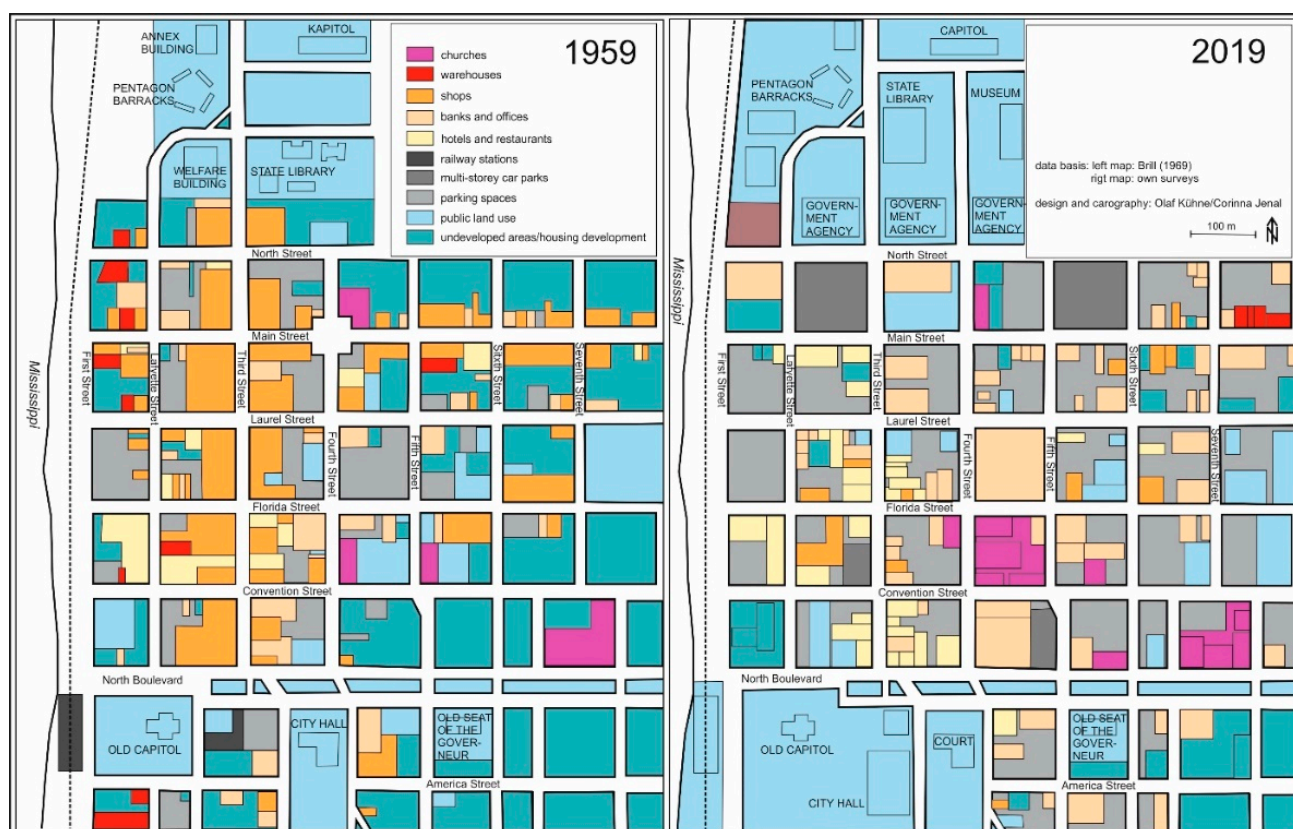 1959
ANNEX
BUILDING
KAPITOL
PENTAGON
BARRACKS
WELFARE
BUILDING
STATE LIBRARY
churches
warehouses
shops
banks and offices
hotels and restaurants
railway stations
multi-storey car parks
parking spaces
public land use
undeveloped areas/housing development
North Street
Main Street
Mississippi
First Street
Lafyette Street
Third Street
Sitxth Street
Seventh Street
Laurel Street
Fourth Street
Fifth Street
Florida Street
Convention Street
North Boulevard
OLD CAPITOL
CITY HALL
OLD SEAT
OF THE
GOVER-
NEUR
America Street
2019
CAPITOL
PENTAGON
BARRACKS
STATE
LIBRARY
MUSEUM
data basis: left map: Brill (1969)
rigt map: own surveys
design and carography: Olaf Kühne/Corinna Jenal
100 m
N
GOVERN-
MENT
AGENCY
GOVERN-
MENT
AGENCY
GOVERN-
MENT
AGENCY
North Street
Mississippi
Main Street
First Street
Lafyette Street
Third Street
Sitxth Street
Laurel Street
Fourth Street
Fifth Street
Seventh Street
Florida Street
Convention Street
North Boulevard
OLD CAPITOL
CITY HALL
COURT
OLD SEAT
OF THE
GOVER-
NEUR
America Street